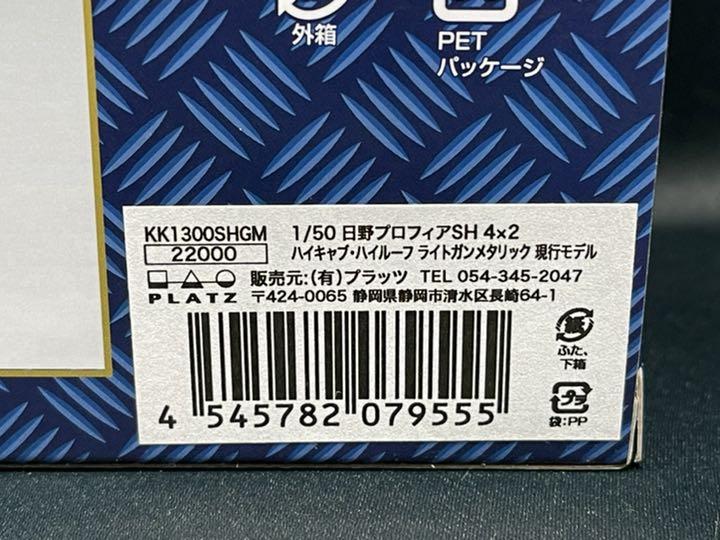 外箱
PET
パッケージ
KK1300SHGM 1/50 日野プロフィアSH 4×2
22000 ハイキャブ・ハイルーフ ライトガンメタリック 現行モデル
販売元:(有)プラッツ TEL 054-345-2047
PLATZ 〒424-0065 静岡県静岡市清水区長崎64-1
紙
ふた、
下箱
プラ
袋:PP
4 545782 079555